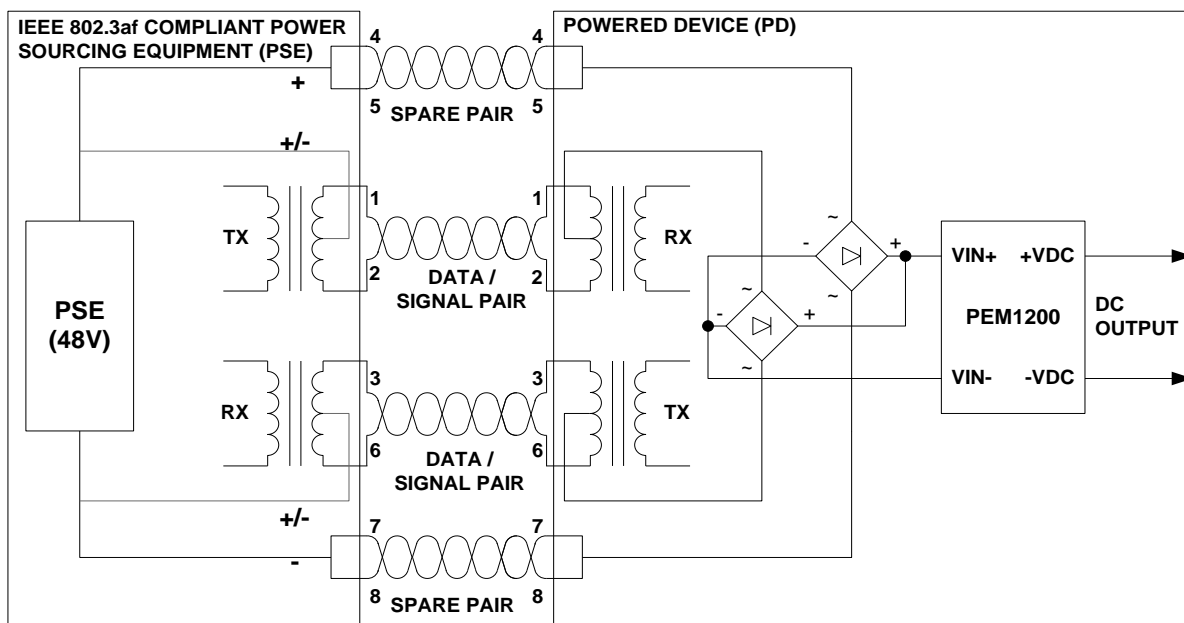 IEEE 802.3af COMPLIANT POWER
SOURCING EQUIPMENT (PSE)
POWERED DEVICE (PD)
4
4
+
5
SPARE PAIR
5
+/-
1
1
TX
RX
2
DATA /
SIGNAL PAIR
2
PSE
(48V)
~
-
+
~
~
-
+
~
VIN+
+VDC
PEM1200
VIN-
-VDC
DC
OUTPUT
3
3
RX
TX
6
DATA /
SIGNAL PAIR
6
+/-
7
7
-
8
SPARE PAIR
8